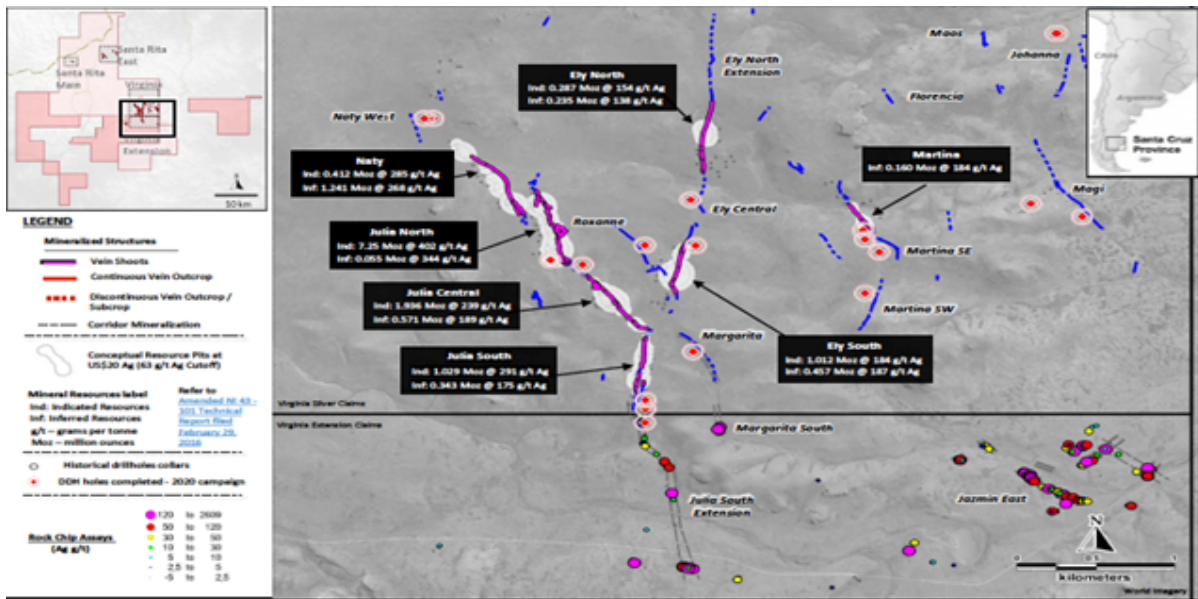 Santa Rita
East
Santa Rita
Main
Virginia
Virginia
Extension
10 km
LEGEND
Mineralized Structures
Vein Shoots
Continuous Vein Outcrop
Discontinuous Vein Outcrop /
Subcrop
Corridor Mineralization
Conceptual Resource Pits at
US$20 Ag (63 g/t Ag Cutoff)
Mineral Resources label
Ind: Indicated Resources
Inf: Inferred Resources
g/t – grams per tonne
Moz – million ounces
Refer to
Amended NI 43-
101 Technical
Report filed
February 29,
2016
Historical drillholes collars
DDH holes completed - 2020 campaign
Rock Chip Assays
(Ag g/t)
120 to 2609
50 to 120
30 to 50
10 to 30
5 to 10
2,5 to 5
-5 to 2,5
Naty West
Naty
Ind: 0.412 Moz @ 285 g/t Ag
Inf: 1.241 Moz @ 268 g/t Ag
Julia North
Ind: 7.25 Moz @ 402 g/t Ag
Inf: 0.055 Moz @ 344 g/t Ag
Julia Central
Ind: 1.936 Moz @ 239 g/t Ag
Inf: 0.571 Moz @ 189 g/t Ag
Julia South
Ind: 1.029 Moz @ 291 g/t Ag
Inf: 0.343 Moz @ 175 g/t Ag
Ely North
Ind: 0.287 Moz @ 154 g/t Ag
Inf: 0.235 Moz @ 138 g/t Ag
Ely North
Extension
Roxanne
Ely Central
Ely South
Ind: 1.012 Moz @ 184 g/t Ag
Inf: 0.457 Moz @ 187 g/t Ag
Margarita
Martina
Inf: 0.160 Moz @ 184 g/t Ag
Martina SE
Martina SW
Maos
Johanna
Florencia
Magi
Chile
Argentina
Santa Cruz
Province
Virginia Silver Claims
Virginia Extension Claims
Margarita South
Julia South
Extension
Jazmin East
N
0 0.5 1
kilometers
World Imagery